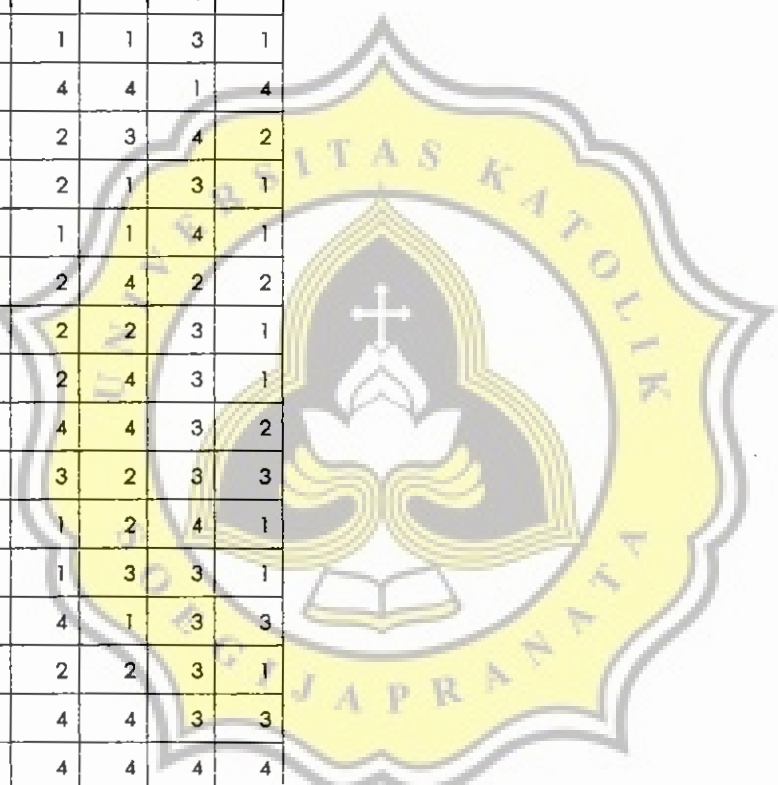 1 1 3 1
4 4 1 4
2 3 4 2
2 1 3 1
1 1 4 1
2 4 2 2
2 2 3 1
2 4 3 1
4 4 3 2
3 2 3 3
1 2 4 1
1 3 3 1
4 1 3 3
2 2 3 1
4 4 3 3
4 4 4 4
UNIVERSITAS KATOLIK
SOEGIJAPRANATA